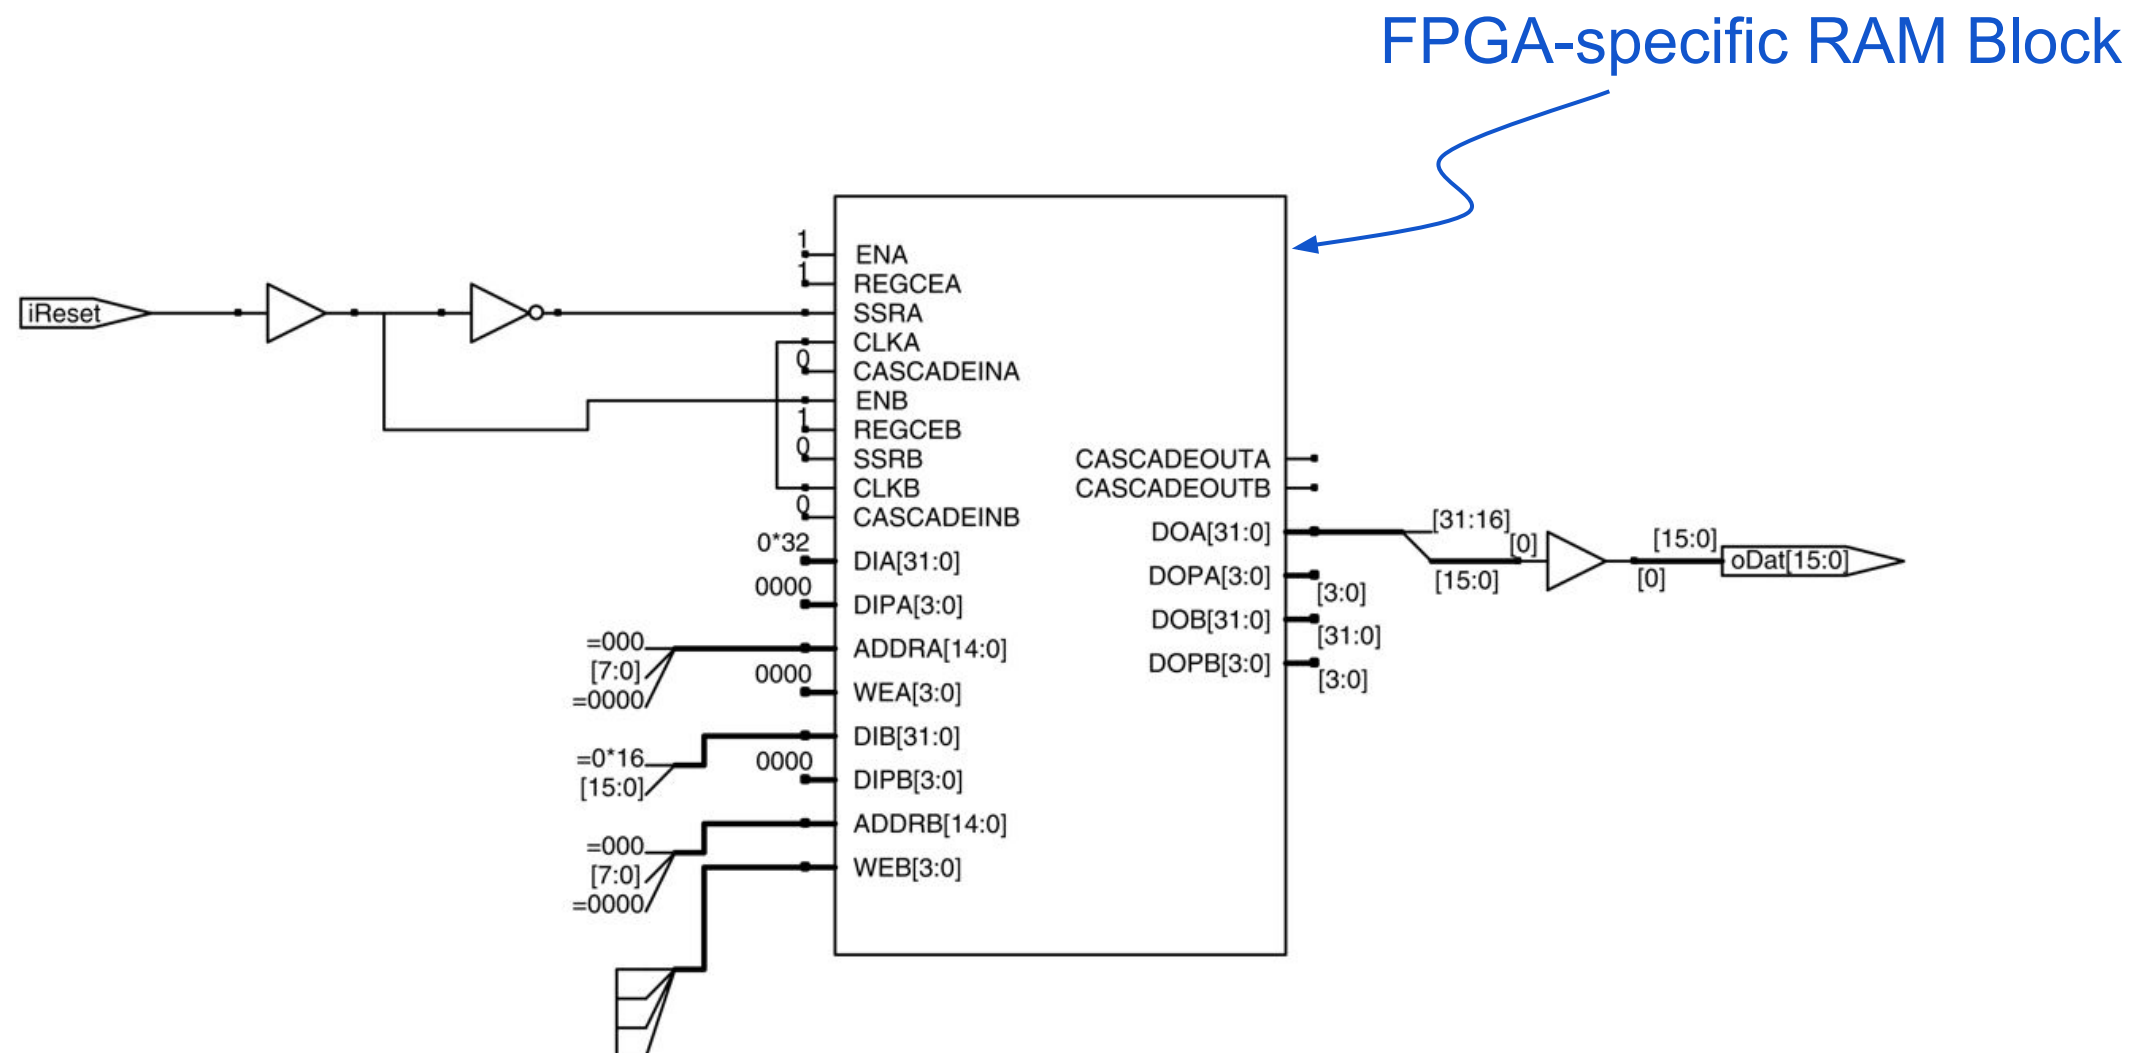 FPGA-specific RAM Block
iReset
1
ENA
1
REGCEA
SSRA
CLKA
0
CASCADEINA
ENB
1
REGCEB
0
SSRB
CLKB
0
CASCADEINB
0*32
DIA[31:0]
0000
DIPA[3:0]
=000
ADDRA[14:0]
[7:0]
=0000
0000
WEA[3:0]
DIB[31:0]
=0*16
[15:0]
0000
DIPB[3:0]
ADDRB[14:0]
=000
[7:0]
=0000
WEB[3:0]
CASCADEOUTA
CASCADEOUTB
DOA[31:0]
[31:16]
[15:0]
[0]
[15:0]
[0]
oDat[15:0]
DOPA[3:0]
[3:0]
DOB[31:0]
[31:0]
DOPB[3:0]
[3:0]